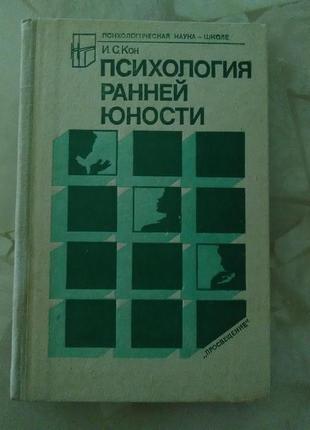 ПСИХОЛОГИЧЕСКАЯ НАУКА – ШКОЛЕ
И.С.Кон
ПСИХОЛОГИЯ
РАННЕЙ
ЮНОСТИ
„ПРОСВЕЩЕНИЕ"